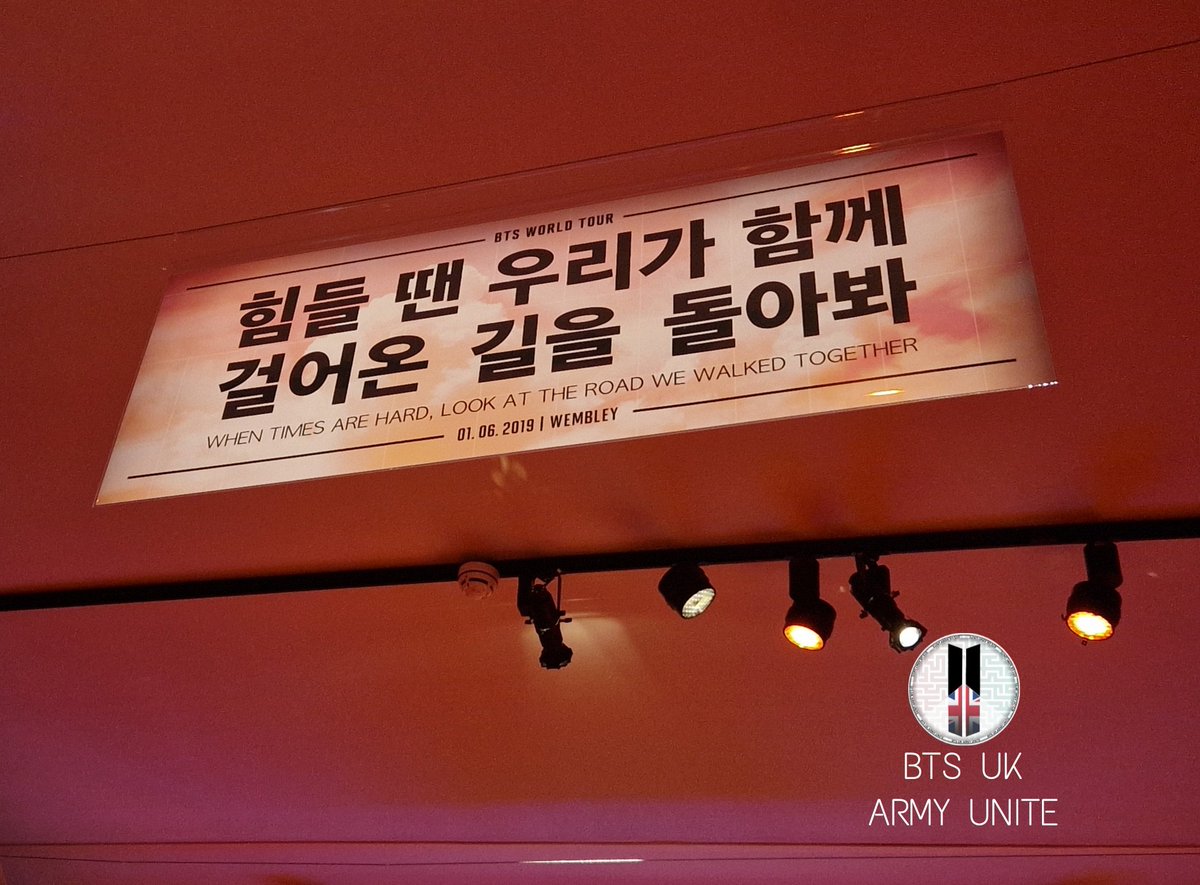 BTS WORLD TOUR
힘들 땐 우리가 함께
걸어온 길을 돌아봐
WHEN TIMES ARE HARD, LOOK AT THE ROAD WE WALKED TOGETHER
01. 06. 2019 | WEMBLEY
BTS UK
ARMY UNITE